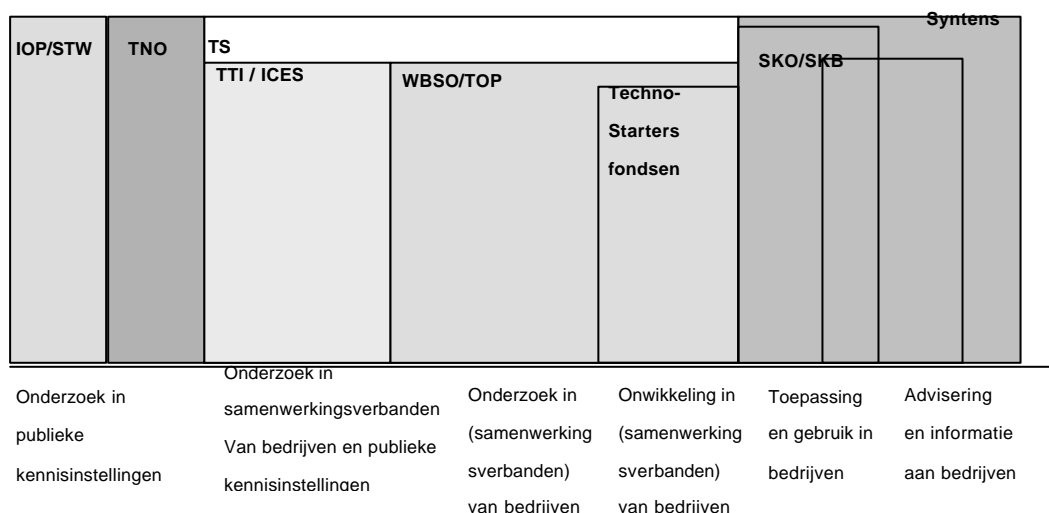 Syntens
IOP/STW
TNO
TS
SKO/SKB
TTI / ICES
WBSO/TOP
Techno-
Starters
fondsen
Onderzoek in
publieke
kennisinstellingen
Onderzoek in
samenwerkingsverbanden
Van bedrijven en publieke
kennisinstellingen
Onderzoek in
(samenwerking
sverbanden)
van bedrijven
Onwikkeling in
(samenwerking
sverbanden)
van bedrijven
Toepassing
en gebruik in
bedrijven
Advisering
en informatie
aan bedrijven